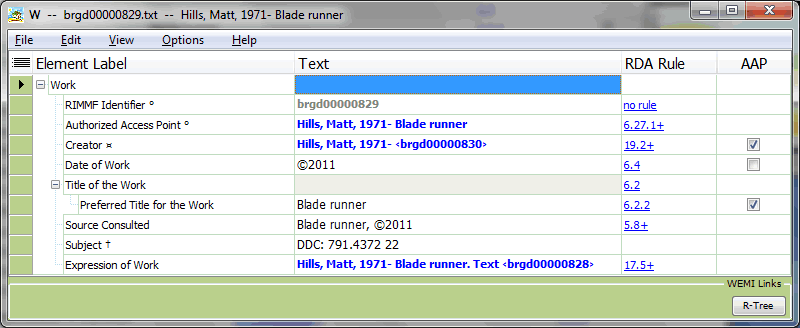 W -- brgd00000829.txt -- Hills, Matt, 1971- Blade runner
File Edit View Options Help
Element Label Text RDA Rule AAP
Work
RIMMF Identifier º brgd00000829 no rule
Authorized Access Point º Hills, Matt, 1971- Blade runner 6.27.1+
Creator ¤ Hills, Matt, 1971- <brgd00000830> 19.2+
Date of Work ©2011 6.4
Title of the Work 6.2
Preferred Title for the Work Blade runner 6.2.2
Source Consulted Blade runner, ©2011 5.8+
Subject † DDC: 791.4372 22
Expression of Work Hills, Matt, 1971- Blade runner. Text <brgd00000828> 17.5+
WEMI Links
R-Tree